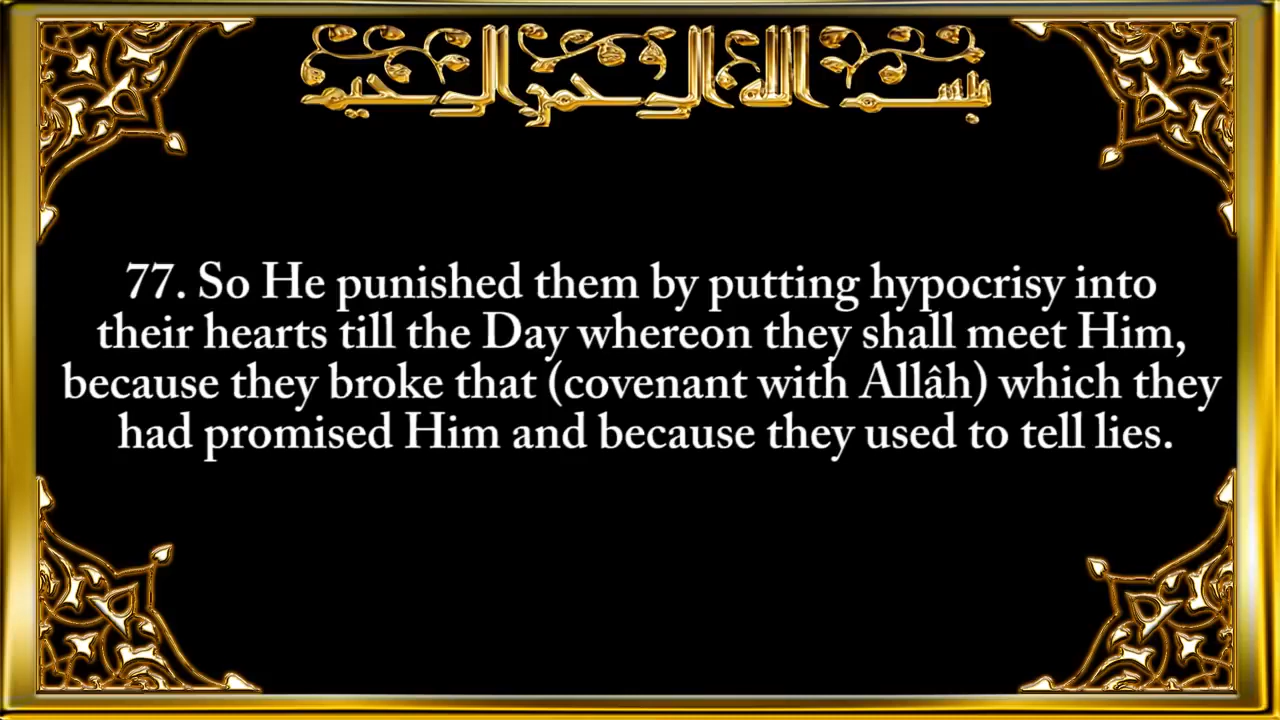 بسم الله الرحمن الرحيم
77. So He punished them by putting hypocrisy into
their hearts till the Day whereon they shall meet Him,
because they broke that (covenant with Allâh) which they
had promised Him and because they used to tell lies.